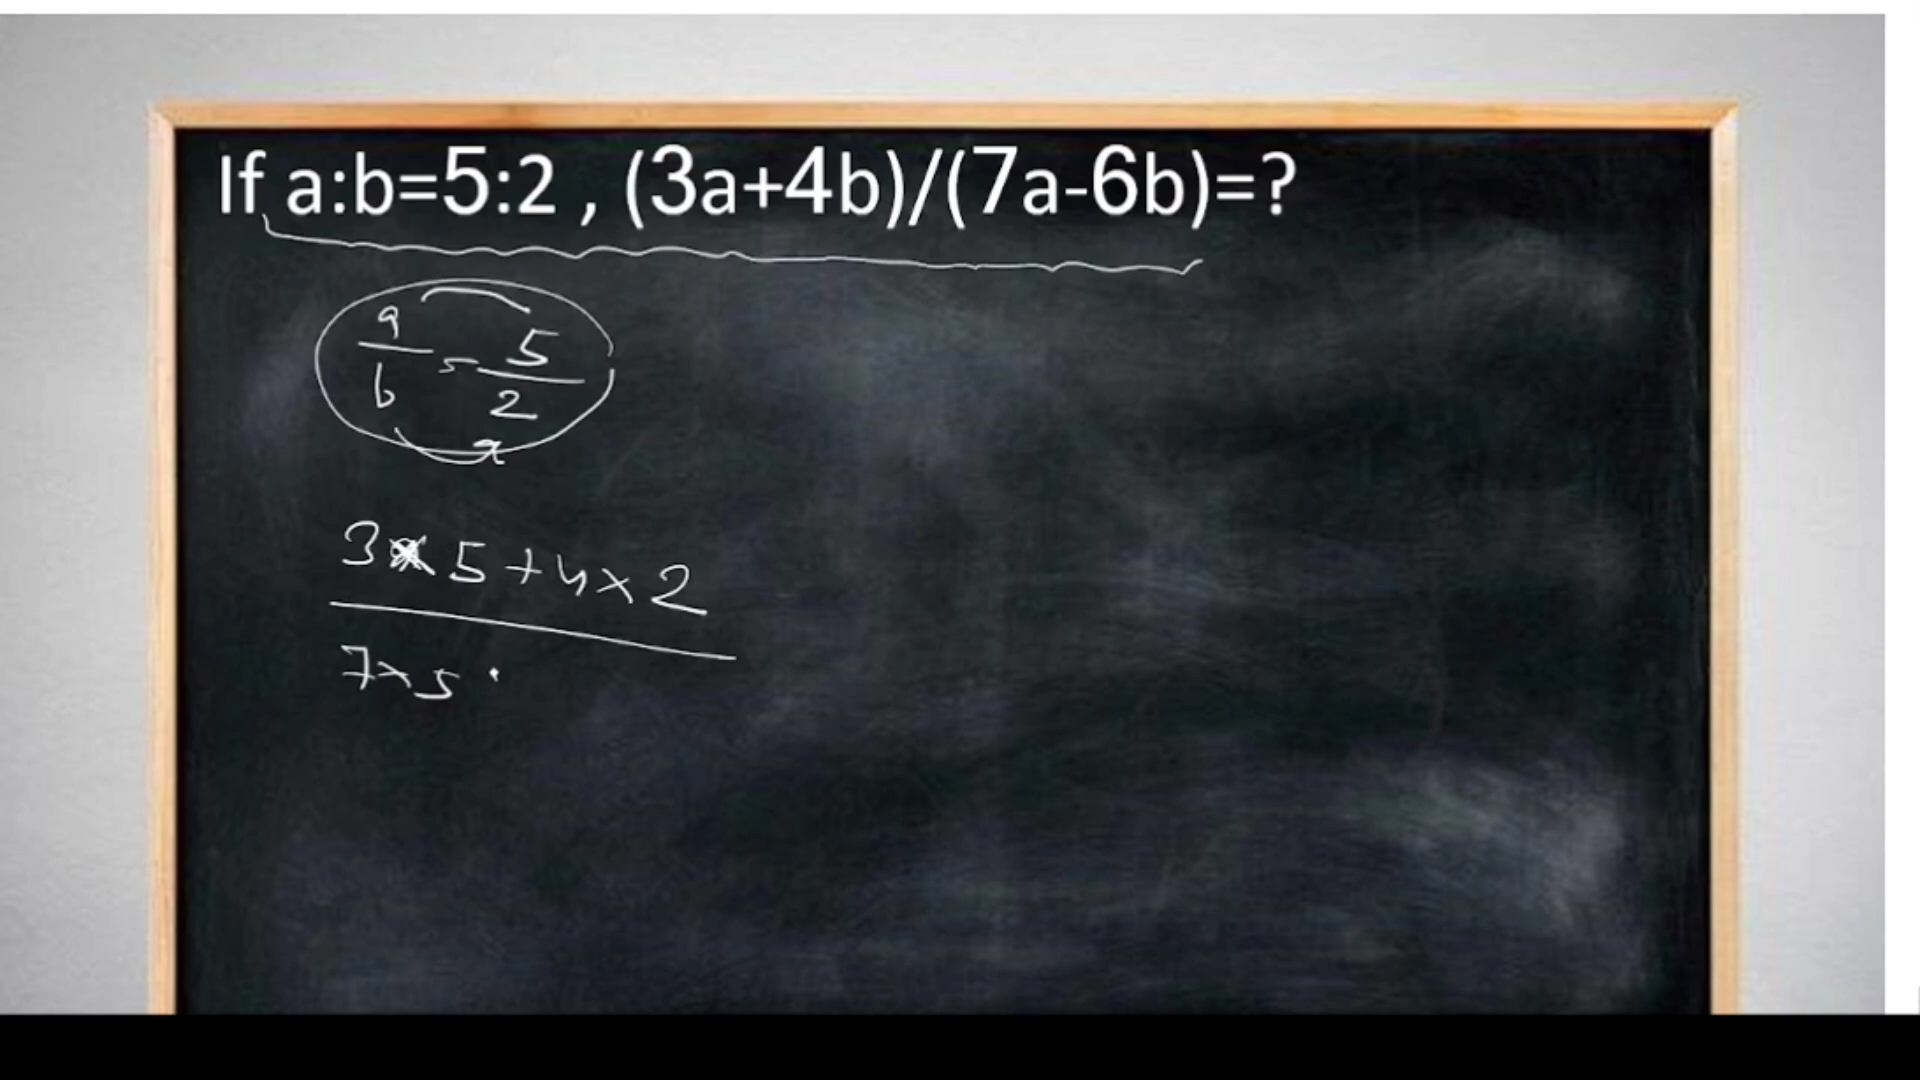 If a:b=5:2 , (3a+4b)/(7a-6b)=?
a/b = 5/2
3×5+4×2
7×5